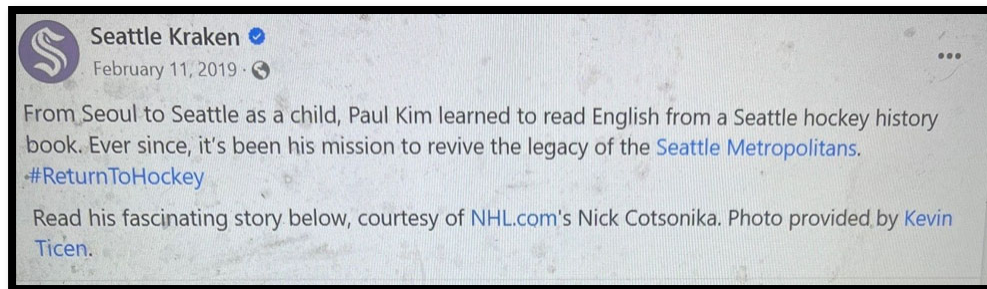 Seattle Kraken
February 11, 2019 ·
From Seoul to Seattle as a child, Paul Kim learned to read English from a Seattle hockey history
book. Ever since, it's been his mission to revive the legacy of the Seattle Metropolitans.
#ReturnToHockey
Read his fascinating story below, courtesy of NHL.com's Nick Cotsonika. Photo provided by Kevin
Ticen.